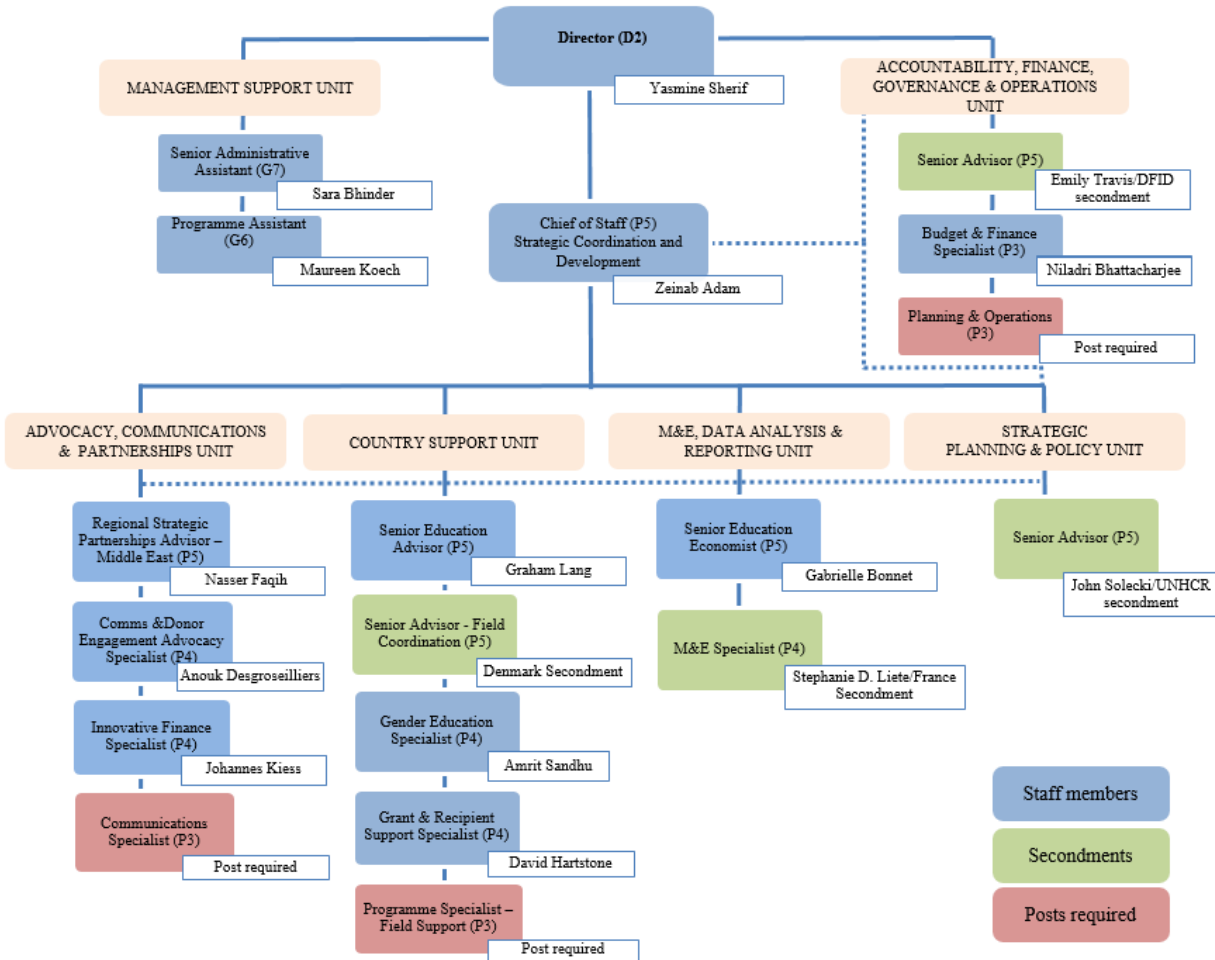 Director (D2)
Yasmine Sherif
MANAGEMENT SUPPORT UNIT
Senior Administrative
Assistant (G7)
Sara Bhinder
Programme Assistant
(G6)
Maureen Koech
Chief of Staff (P5)
Strategic Coordination and
Development
Zeinab Adam
ACCOUNTABILITY, FINANCE,
GOVERNANCE & OPERATIONS
UNIT
Senior Advisor (P5)
Emily Travis/DFID
secondment
Budget & Finance
Specialist (P3)
Niladri Bhattacharjee
Planning & Operations
(P3)
Post required
ADVOCACY, COMMUNICATIONS
& PARTNERSHIPS UNIT
Regional Strategic
Partnerships Advisor –
Middle East (P5)
Nasser Faqih
Comms &Donor
Engagement Advocacy
Specialist (P4)
Anouk Desgroseilliers
Innovative Finance
Specialist (P4)
Johannes Kiess
Communications
Specialist (P3)
Post required
COUNTRY SUPPORT UNIT
Senior Education
Advisor (P5)
Graham Lang
Senior Advisor - Field
Coordination (P5)
Denmark Secondment
Gender Education
Specialist (P4)
Amrit Sandhu
Grant & Recipient
Support Specialist (P4)
David Hartstone
Programme Specialist –
Field Support (P3)
Post required
M&E, DATA ANALYSIS &
REPORTING UNIT
Senior Education
Economist (P5)
Gabrielle Bonnet
M&E Specialist (P4)
Stephanie D. Liete/France
Secondment
STRATEGIC
PLANNING & POLICY UNIT
Senior Advisor (P5)
John Solecki/UNHCR
secondment
Staff members
Secondments
Posts required